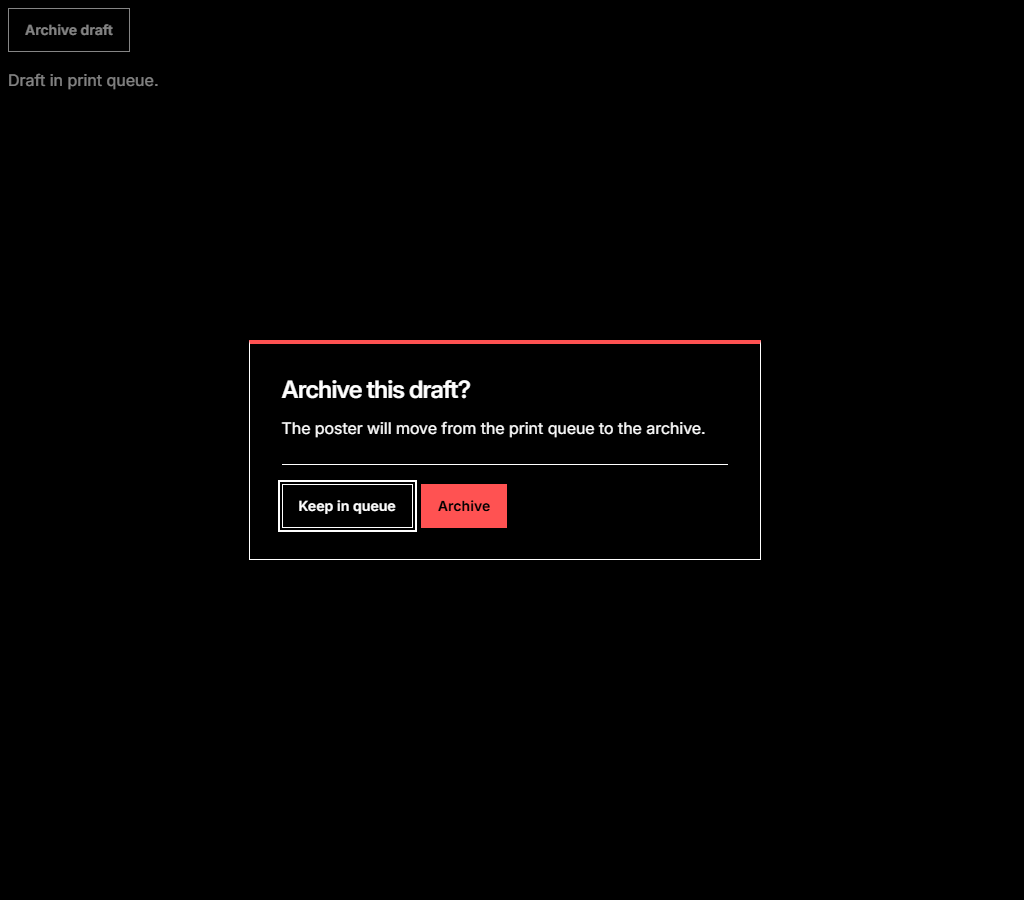 Archive draft
Draft in print queue.
Archive this draft?
The poster will move from the print queue to the archive.
Keep in queue
Archive